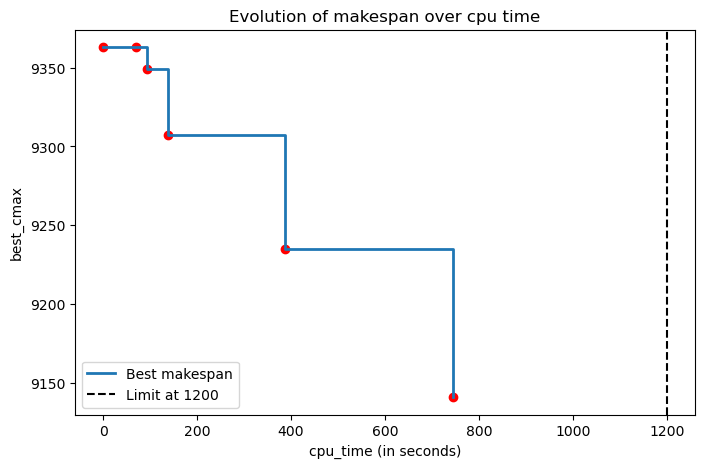 Evolution of makespan over cpu time
best_cmax
9350
9300
9250
9200
9150
Best makespan
Limit at 1200
0
200
400
600
800
1000
1200
cpu_time (in seconds)